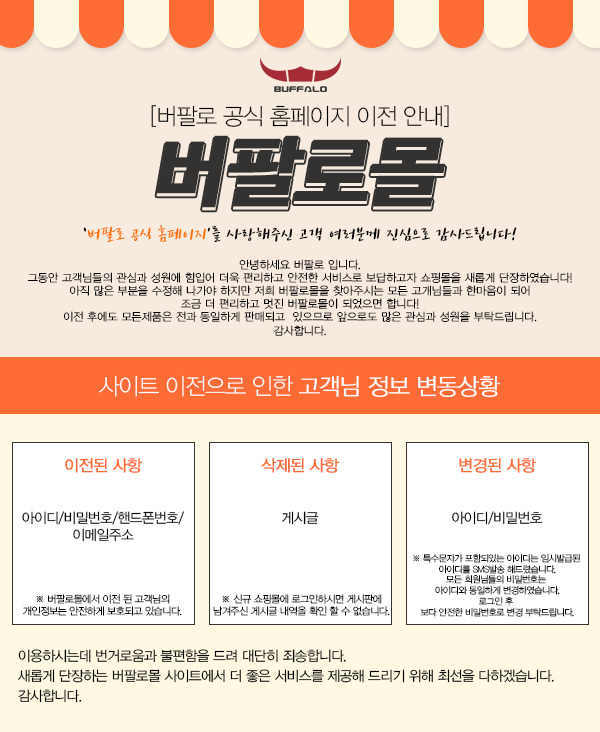 BUFFALO
[버팔로 공식 홈페이지 이전 안내]
버팔로몰
'버팔로 공식 홈페이지'를 사랑해주신 고객 여러분께 진심으로 감사드립니다!
안녕하세요 버팔로 입니다.
그동안 고객님들의 관심과 성원에 힘입어 더욱 편리하고 안전한 서비스로 보답하고자 쇼핑몰을 새롭게 단장하였습니다!
아직 많은 부분을 수정해 나가야 하지만 저희 버팔로몰을 찾아주시는 모든 고개님들과 한마음이 되어
조금 더 편리하고 멋진 버팔로몰이 되었으면 합니다!
이전 후에도 모든제품은 전과 동일하게 판매되고 있으므로 앞으로도 많은 관심과 성원을 부탁드립니다.
감사합니다.
사이트 이전으로 인한 고객님 정보 변동상황
이전된 사항
아이디/비밀번호/핸드폰번호/
이메일주소
※ 버팔로몰에서 이전 된 고객님의
개인정보는 안전하게 보호되고 있습니다.
삭제된 사항
게시글
※ 신규 쇼핑몰에 로그인하시면 게시판에
남겨주신 게시글 내역을 확인 할 수 없습니다.
변경된 사항
아이디/비밀번호
※ 특수문자가 포함되있는 아이디는 임시발급된
아이디를 SMS발송 해드렸습니다.
모든 회원님들의 비밀번호는
아이디와 동일하게 변경하였습니다.
로그인 후
보다 안전한 비밀번호로 변경 부탁드립니다.
이용하시는데 번거로움과 불편함을 드려 대단히 죄송합니다.
새롭게 단장하는 버팔로몰 사이트에서 더 좋은 서비스를 제공해 드리기 위해 최선을 다하겠습니다.
감사합니다.